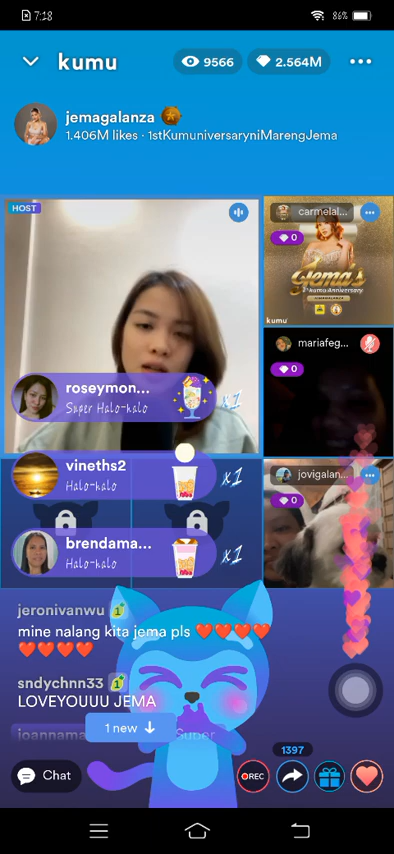 7:18
86%
kumu
9566
2.564M
jemagalanza
1.406M likes · 1stKumuniversaryniMarengJema
HOST
carmelal...
0
Jema's
kumu
mariafeg...
0
roseymon...
Super Halo-halo
x1
vineths2
Halo-halo
x1
jovigalan...
0
brendama...
Halo-halo
x1
jeronivanwu
mine nalang kita jema pls ❤️❤️❤️❤️
❤️❤️❤️❤️
sndychnn33
LOVEYOUUU JEMA
joannama
Super
1 new ↓
1397
Chat
REC